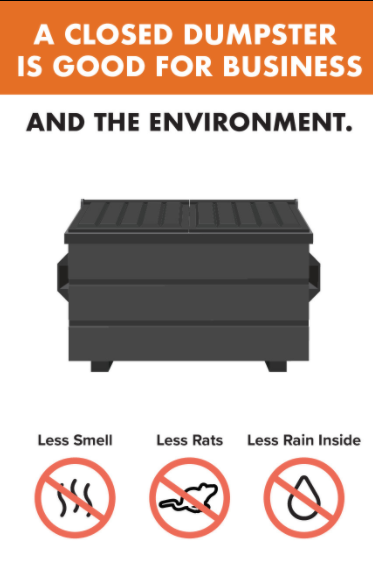 A CLOSED DUMPSTER
IS GOOD FOR BUSINESS
AND THE ENVIRONMENT.
Less Smell
Less Rats
Less Rain Inside